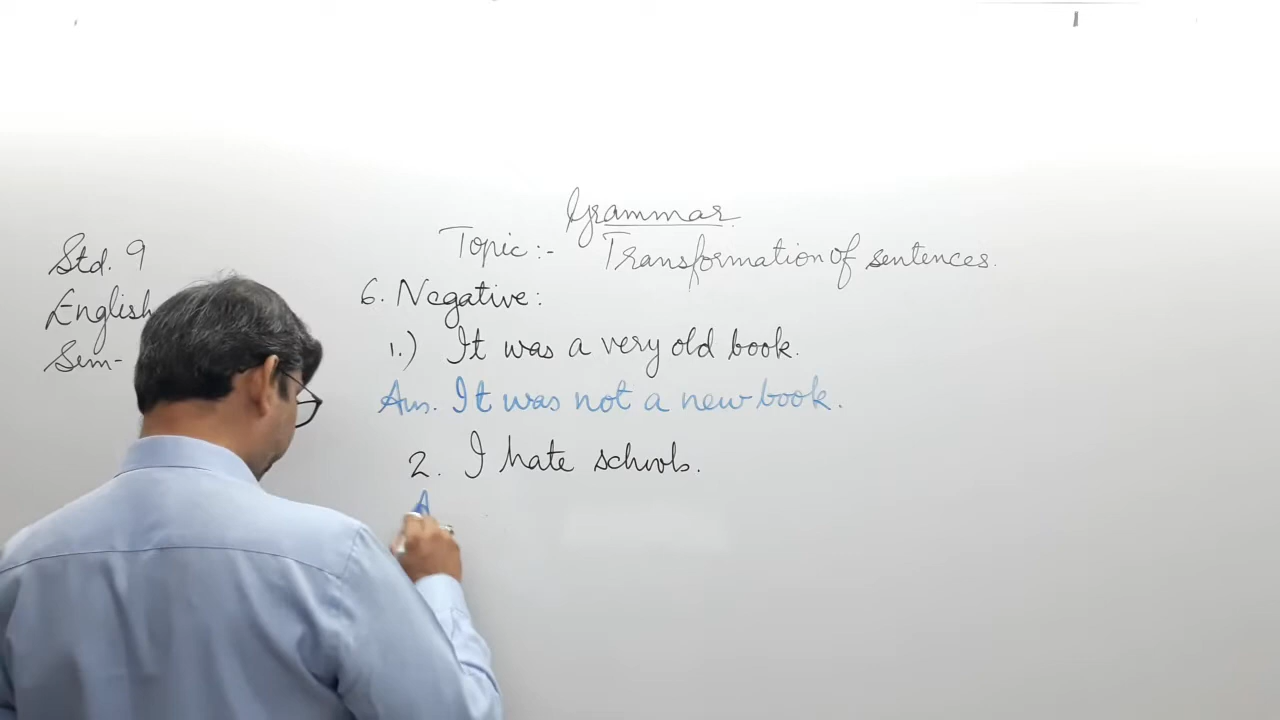 Grammar
Topic:- Transformation of sentences.
Std. 9
English
Sem-
6. Negative:
1.) It was a very old book.
Ans. It was not a new book.
2. I hate schools.
A